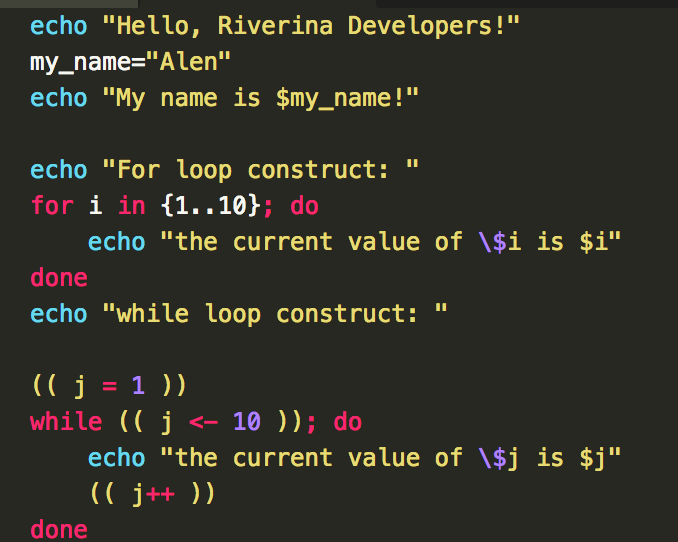 echo "Hello, Riverina Developers!"
my_name="Alen"
echo "My name is $my_name!"
echo "For loop construct: "
for i in {1..10}; do
echo "the current value of \$i is $i"
done
echo "while loop construct: "
(( j = 1 ))
while (( j <- 10 )); do
echo "the current value of \$j is $j"
(( j++ ))
done